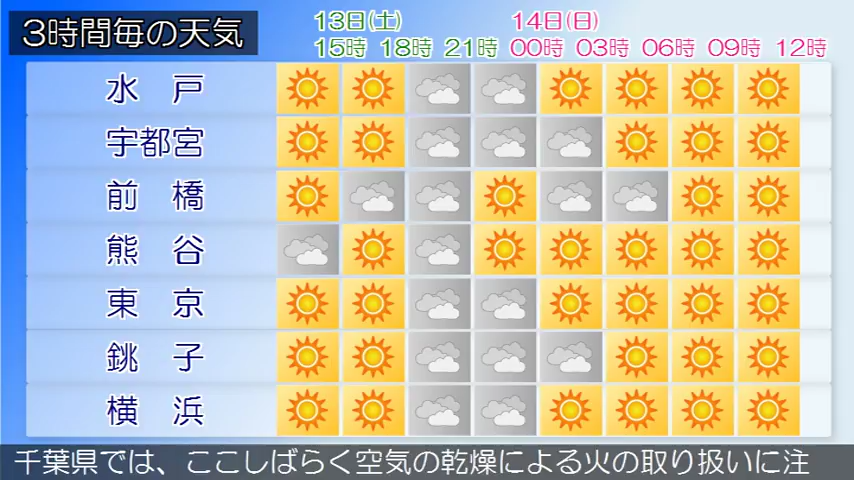 3時間毎の天気
13日(土) 14日(日)
15時 18時 21時 00時 03時 06時 09時 12時
水戸
宇都宮
前橋
熊谷
東京
銚子
横浜
千葉県では、ここしばらく空気の乾燥による火の取り扱いに注